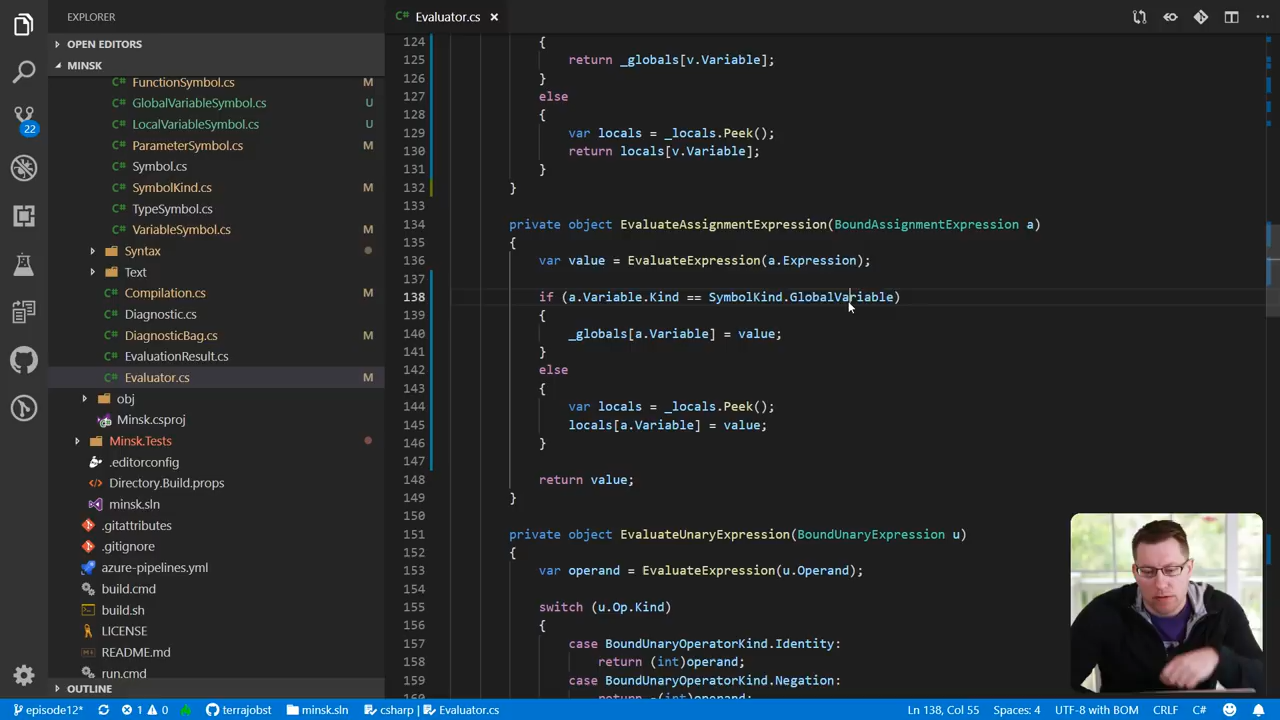 EXPLORER
OPEN EDITORS
MINSK
FunctionSymbol.cs M
GlobalVariableSymbol.cs U
LocalVariableSymbol.cs U
ParameterSymbol.cs M
Symbol.cs
SymbolKind.cs M
TypeSymbol.cs
VariableSymbol.cs M
Syntax
Text
Compilation.cs M
Diagnostic.cs
DiagnosticBag.cs M
EvaluationResult.cs
Evaluator.cs M
obj
Minsk.csproj
Minsk.Tests
.editorconfig
Directory.Build.props
minsk.sln
.gitattributes
.gitignore
azure-pipelines.yml
build.cmd
build.sh
LICENSE
README.md
run.cmd
OUTLINE
22
Evaluator.cs
124 {
125 return _globals[v.Variable];
126 }
127 else
128 {
129 var locals = _locals.Peek();
130 return locals[v.Variable];
131 }
132 }
133
134 private object EvaluateAssignmentExpression(BoundAssignmentExpression a)
135 {
136 var value = EvaluateExpression(a.Expression);
137
138 if (a.Variable.Kind == SymbolKind.GlobalVariable)
139 {
140 _globals[a.Variable] = value;
141 }
142 else
143 {
144 var locals = _locals.Peek();
145 locals[a.Variable] = value;
146 }
147
148 return value;
149 }
150
151 private object EvaluateUnaryExpression(BoundUnaryExpression u)
152 {
153 var operand = EvaluateExpression(u.Operand);
154
155 switch (u.Op.Kind)
156 {
157 case BoundUnaryOperatorKind.Identity:
158 return (int)operand;
159 case BoundUnaryOperatorKind.Negation:
160 return -(int)operand;
episode12* 1 0 terrajobst minsk.sln csharp | Evaluator.cs Ln 138, Col 55 Spaces: 4 UTF-8 with BOM CRLF C#